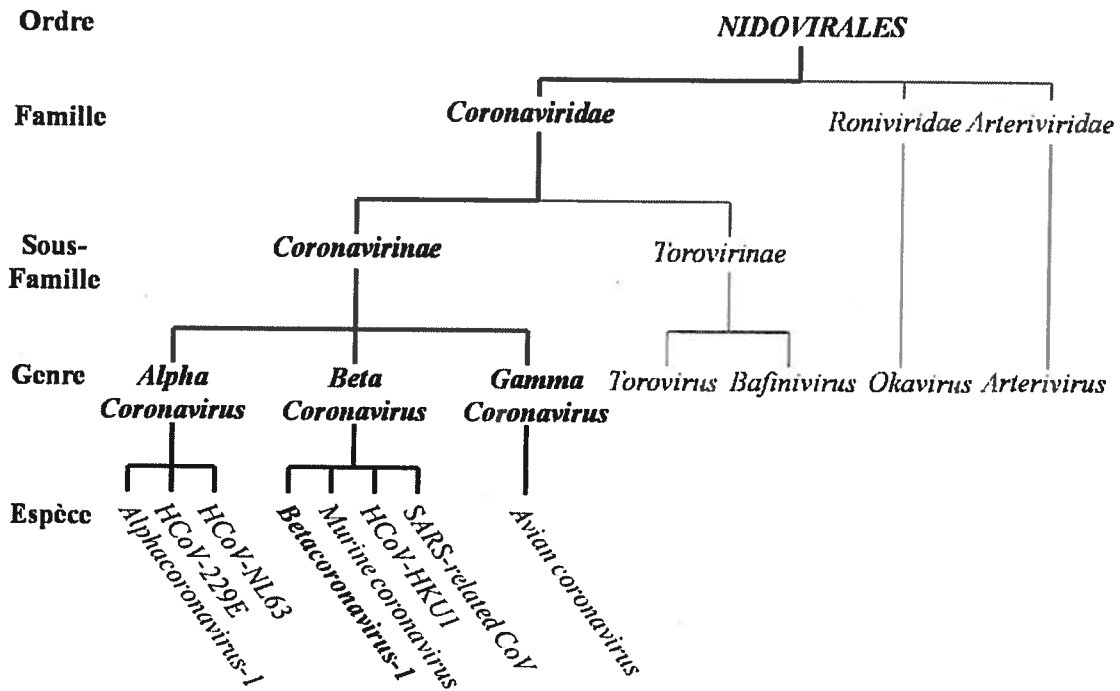 Ordre
NIDOVIRALES
Famille
Coronaviridae
Roniviridae Arteriviridae
Sous-
Famille
Coronavirinae
Torovirinae
Genre
Alpha
Coronavirus
Beta
Coronavirus
Gamma
Coronavirus
Torovirus
Bafinivirus
Okavirus
Arterivirus
Espèce
Alphacoronavirus-1
HCoV-229E
HCoV-NL63
Betacoronavirus-1
Murine coronavirus
HCoV-HKU1
SARS-related CoV
Avian coronavirus